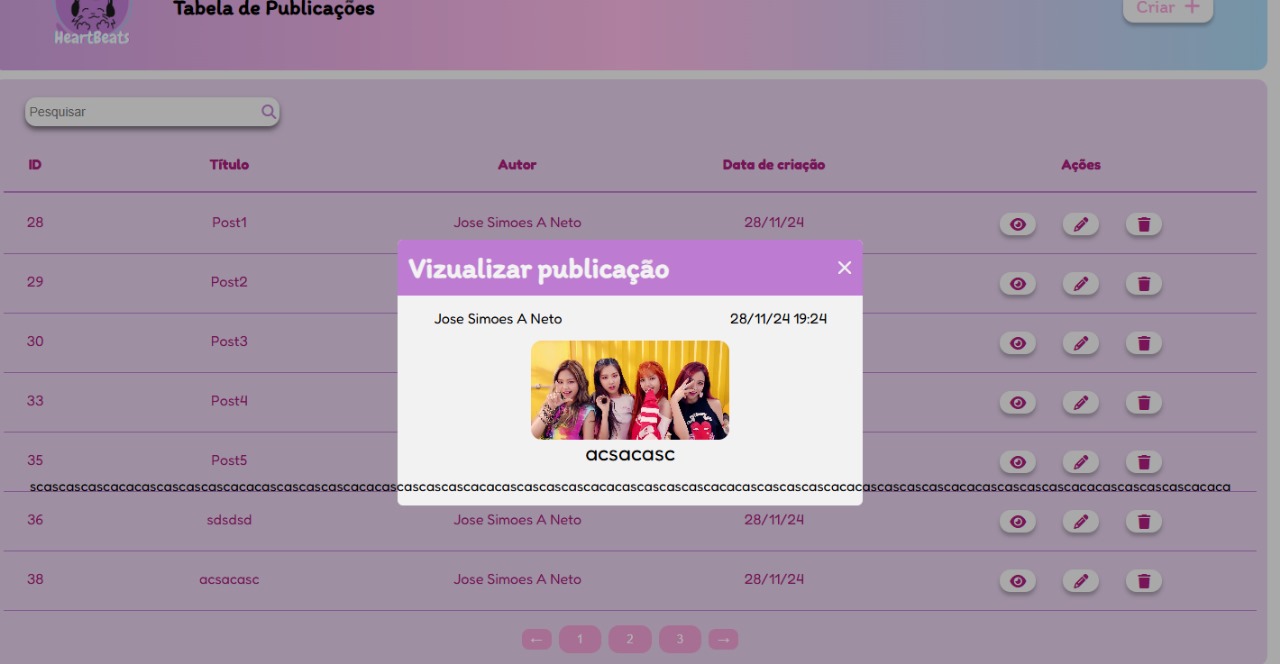 Tabela de Publicações
Criar +
HeartBeats
Pesquisar
ID Título Autor Data de criação Ações
28 Post1 Jose Simoes A Neto 28/11/24
29 Post2
30 Post3
33 Post4
35 Post5
36 sdsdsd Jose Simoes A Neto 28/11/24
38 acsacasc Jose Simoes A Neto 28/11/24
← 1 2 3 →
Vizualizar publicação ×
Jose Simoes A Neto 28/11/24 19:24
acsacasc